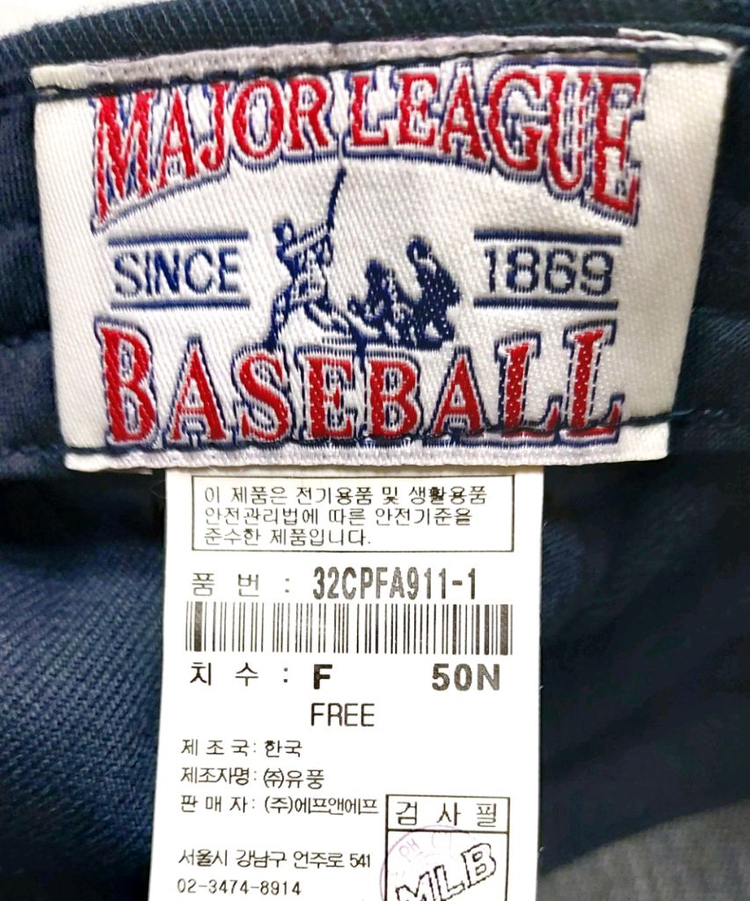 MAJOR LEAGUE
SINCE 1869
BASEBALL
이 제품은 전기용품 및 생활용품
안전관리법에 따른 안전기준을
준수한 제품입니다.
품 번 : 32CPFA911-1
치 수 : F 50N
FREE
제 조 국: 한국
제조자명: ㈜유풍
판 매 자: (주)에프앤에프
검 사 필
서울시 강남구 언주로 541
02-3474-8914
MLB